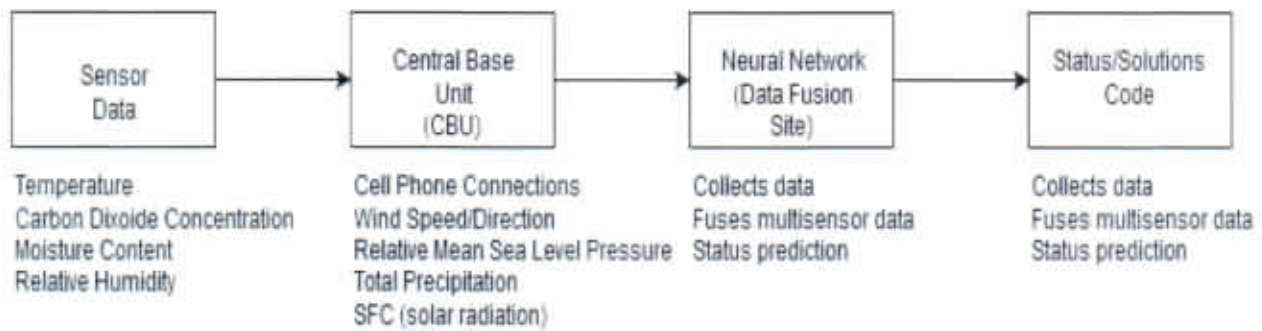 Sensor
Data
Central Base
Unit
(CBU)
Neural Network
(Data Fusion
Site)
Status/Solutions
Code
Temperature
Carbon Dixoide Concentration
Moisture Content
Relative Humidity
Cell Phone Connections
Wind Speed/Direction
Relative Mean Sea Level Pressure
Total Precipitation
SFC (solar radiation)
Collects data
Fuses multisensor data
Status prediction
Collects data
Fuses multisensor data
Status prediction